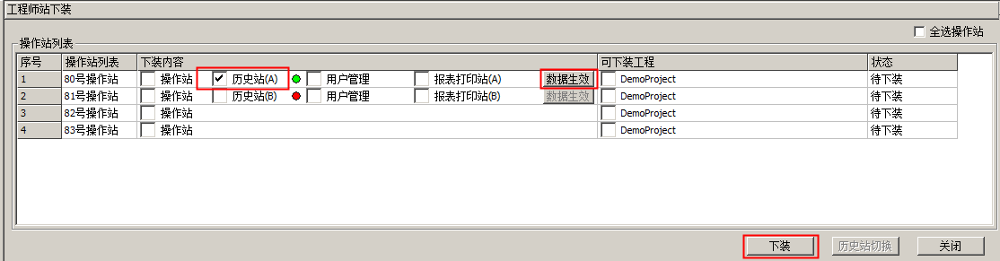 工程师站下装
全选操作站
操作站列表
序号 操作站列表 下装内容 可下装工程 状态
1 80号操作站 操作站 历史站(A) 用户管理 报表打印站(A) 数据生效 DemoProject 待下装
2 81号操作站 操作站 历史站(B) 用户管理 报表打印站(B) 数据生效 DemoProject 待下装
3 82号操作站 操作站 DemoProject 待下装
4 83号操作站 操作站 DemoProject 待下装
下装 历史站切换 关闭